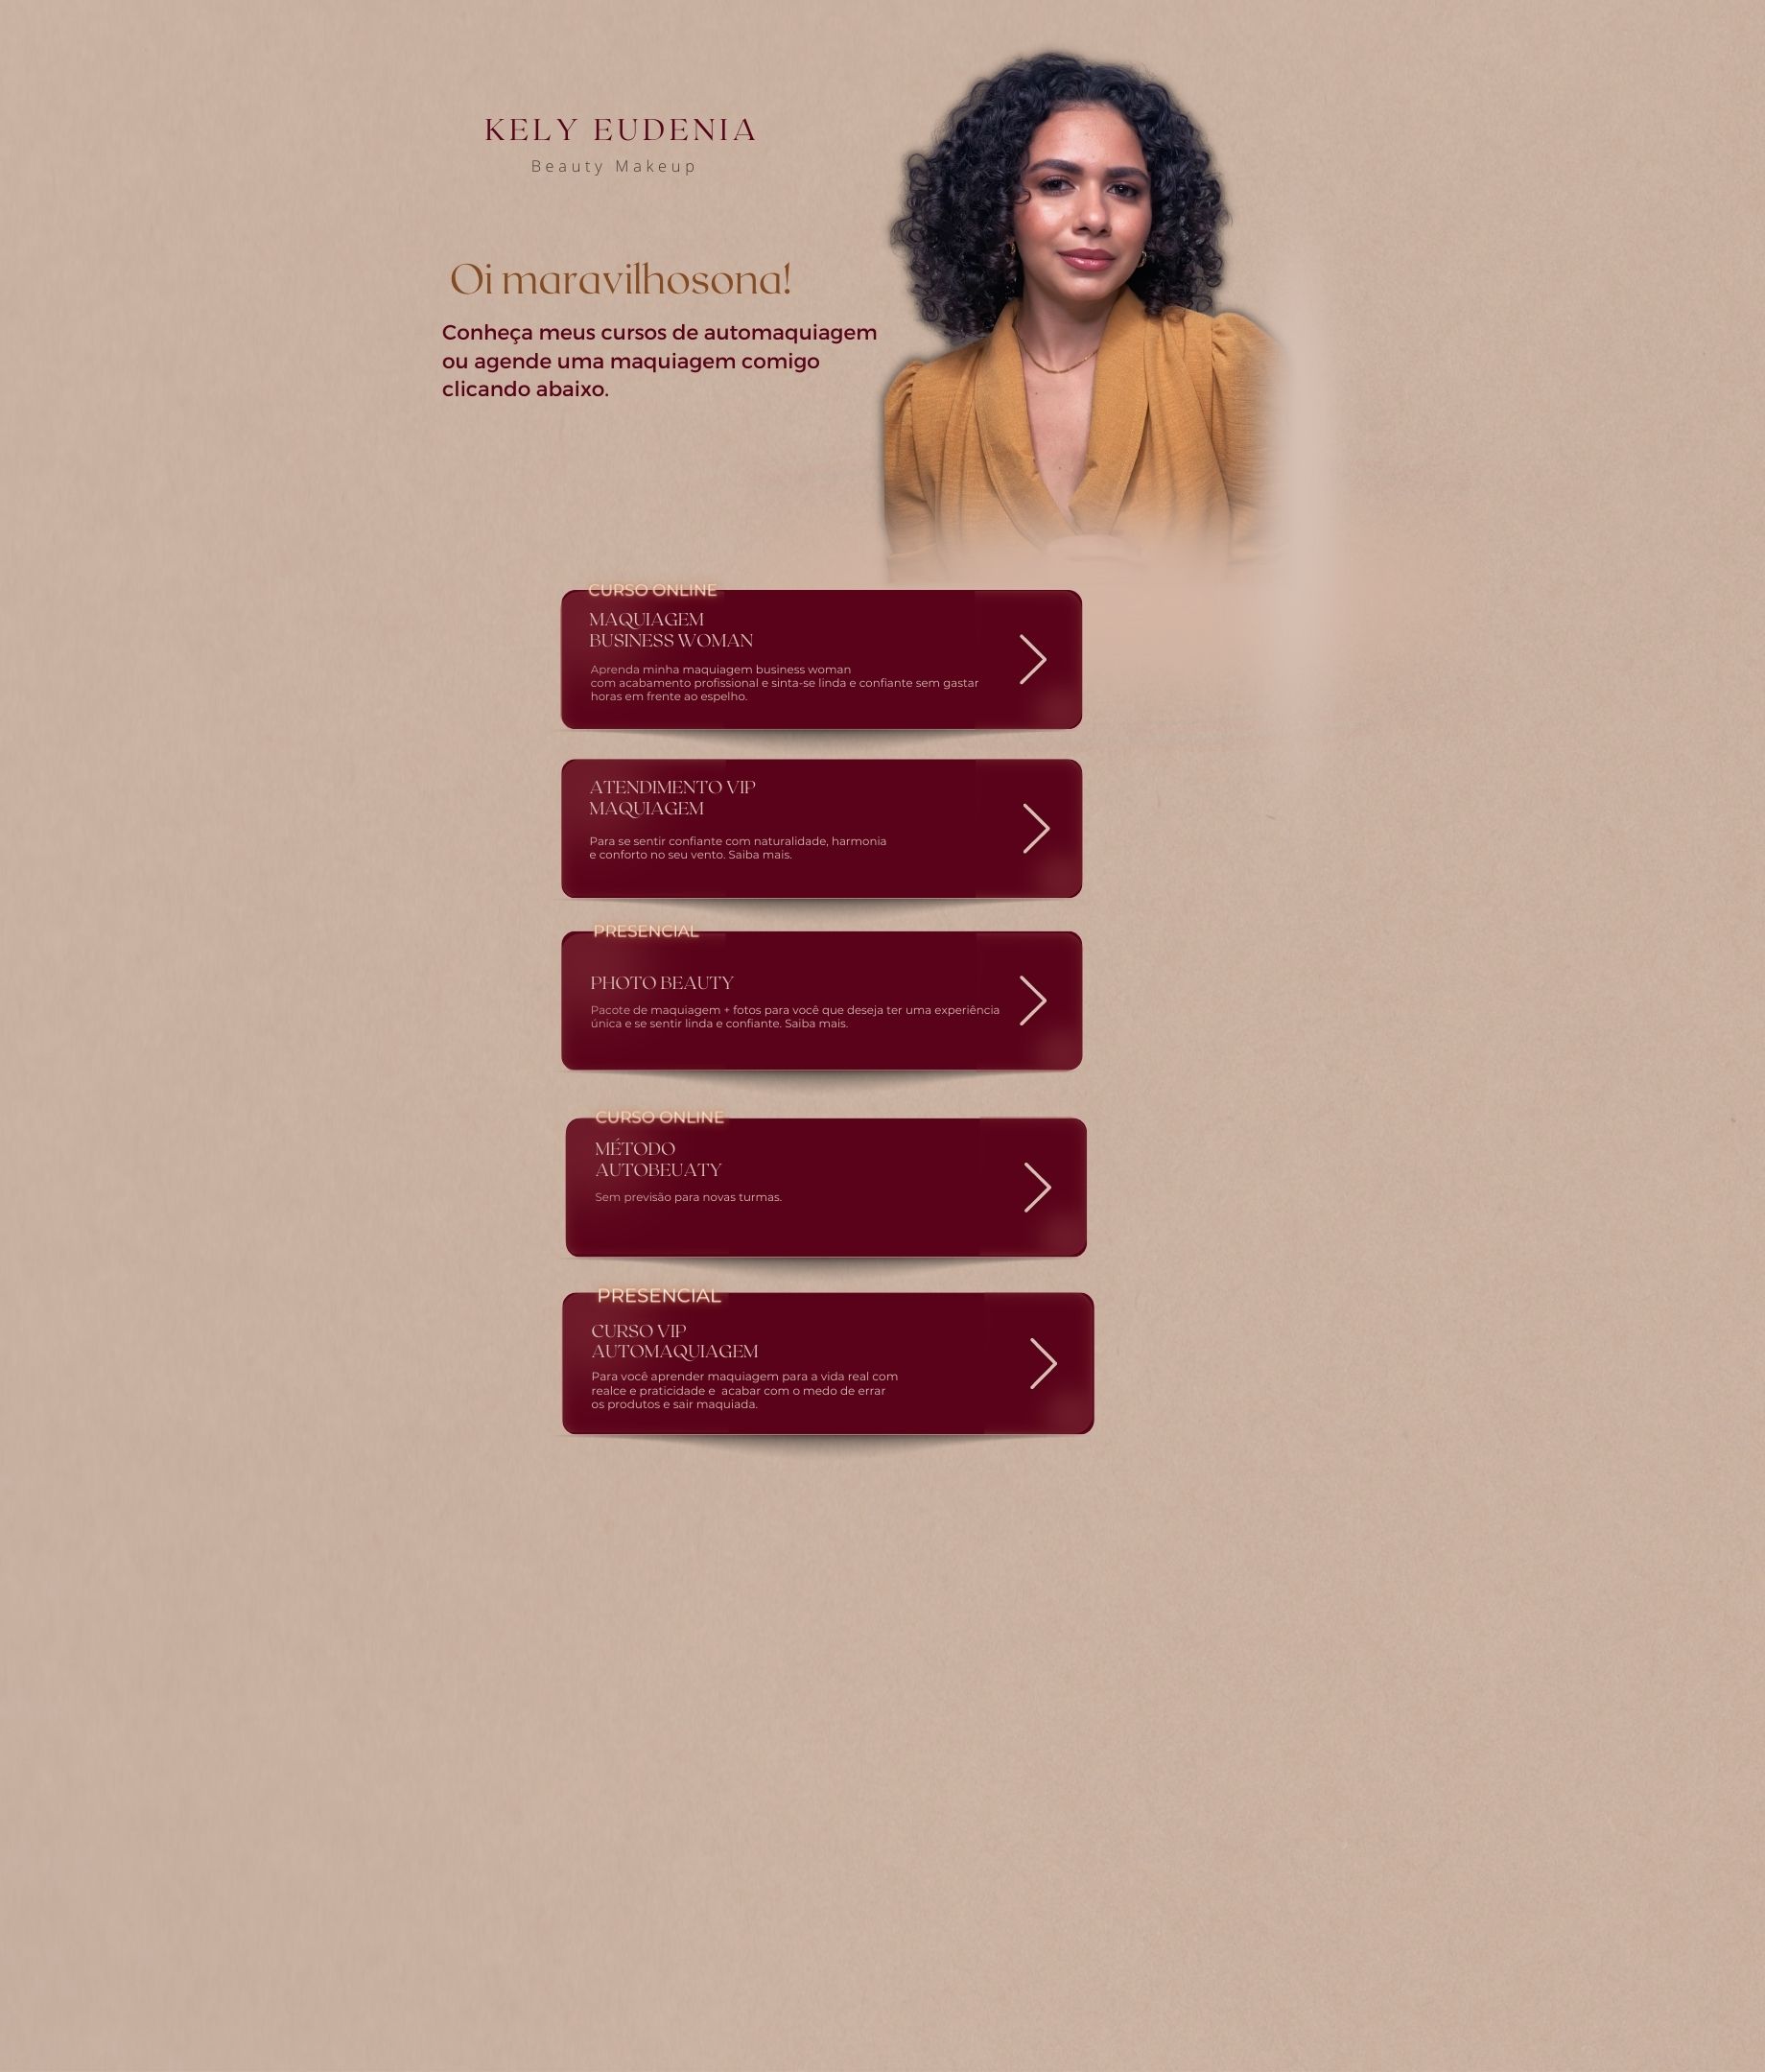 KELY EUDENIA
Beauty Makeup
Oi maravilhosona!
Conheça meus cursos de automaquiagem
ou agende uma maquiagem comigo
clicando abaixo.
CURSO ONLINE
MAQUIAGEM
BUSINESS WOMAN
Aprenda minha maquiagem business woman
com acabamento profissional e sinta-se linda e confiante sem gastar
horas em frente ao espelho.
ATENDIMENTO VIP
MAQUIAGEM
Para se sentir confiante com naturalidade, harmonia
e conforto no seu vento. Saiba mais.
PRESENCIAL
PHOTO BEAUTY
Pacote de maquiagem + fotos para você que deseja ter uma experiência
única e se sentir linda e confiante. Saiba mais.
CURSO ONLINE
MÉTODO
AUTOBEUATY
Sem previsão para novas turmas.
PRESENCIAL
CURSO VIP
AUTOMAQUIAGEM
Para você aprender maquiagem para a vida real com
realce e praticidade e  acabar com o medo de errar
os produtos e sair maquiada.